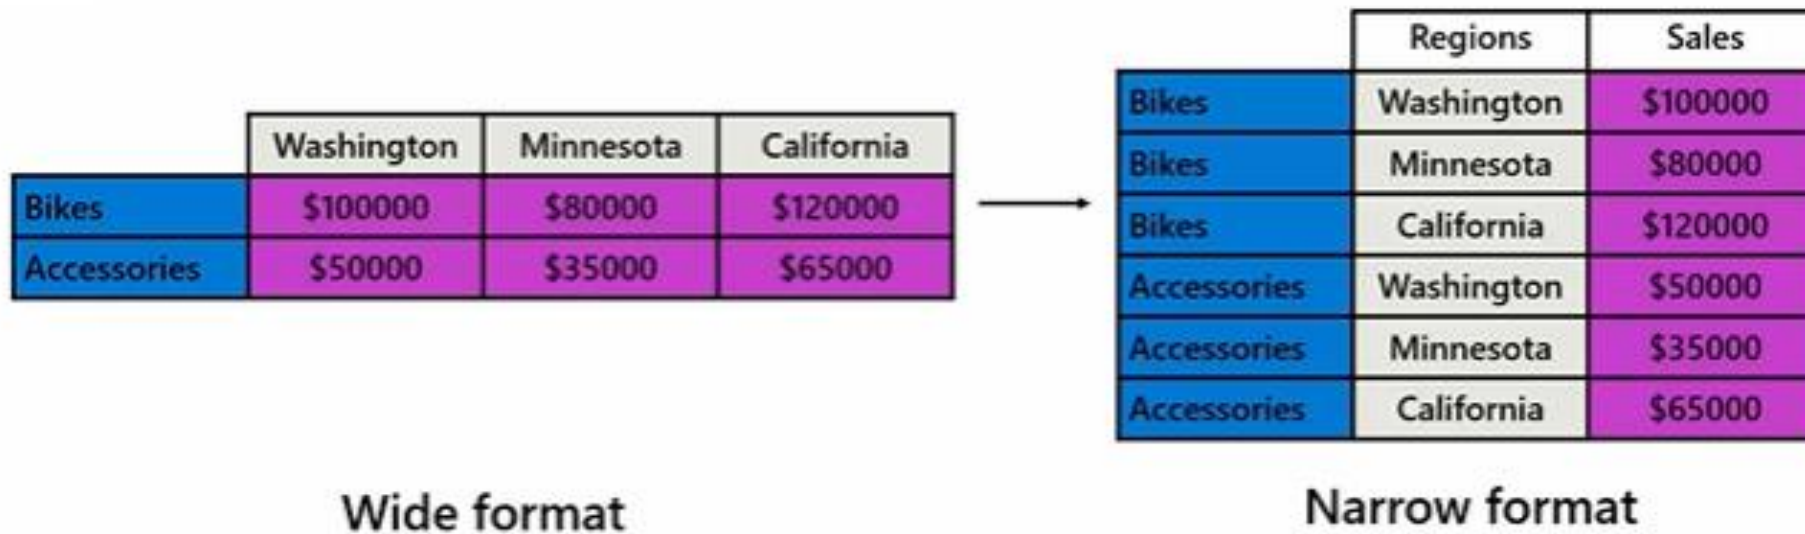 Washington Minnesota California
Bikes $100000 $80000 $120000
Accessories $50000 $35000 $65000
Wide format
Regions Sales
Bikes Washington $100000
Bikes Minnesota $80000
Bikes California $120000
Accessories Washington $50000
Accessories Minnesota $35000
Accessories California $65000
Narrow format